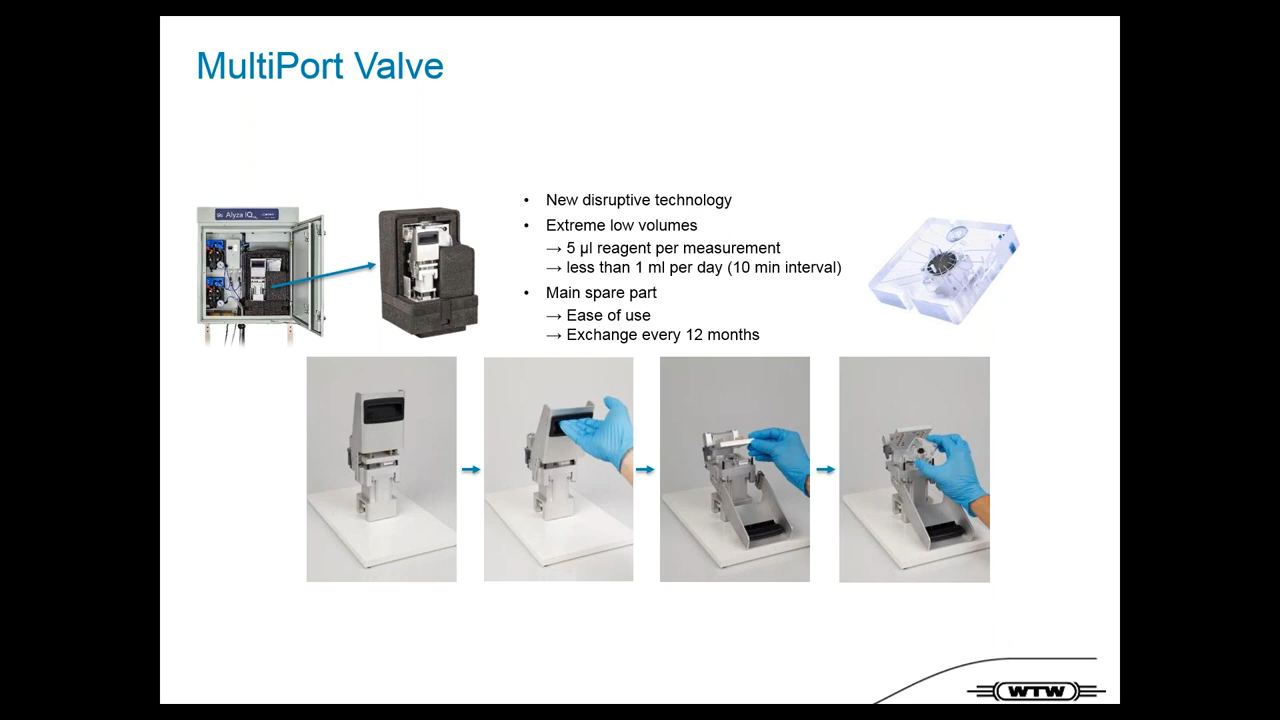 MultiPort Valve
• New disruptive technology
• Extreme low volumes
→ 5 µl reagent per measurement
→ less than 1 ml per day (10 min interval)
• Main spare part
→ Ease of use
→ Exchange every 12 months
Alyza IQ
WTW